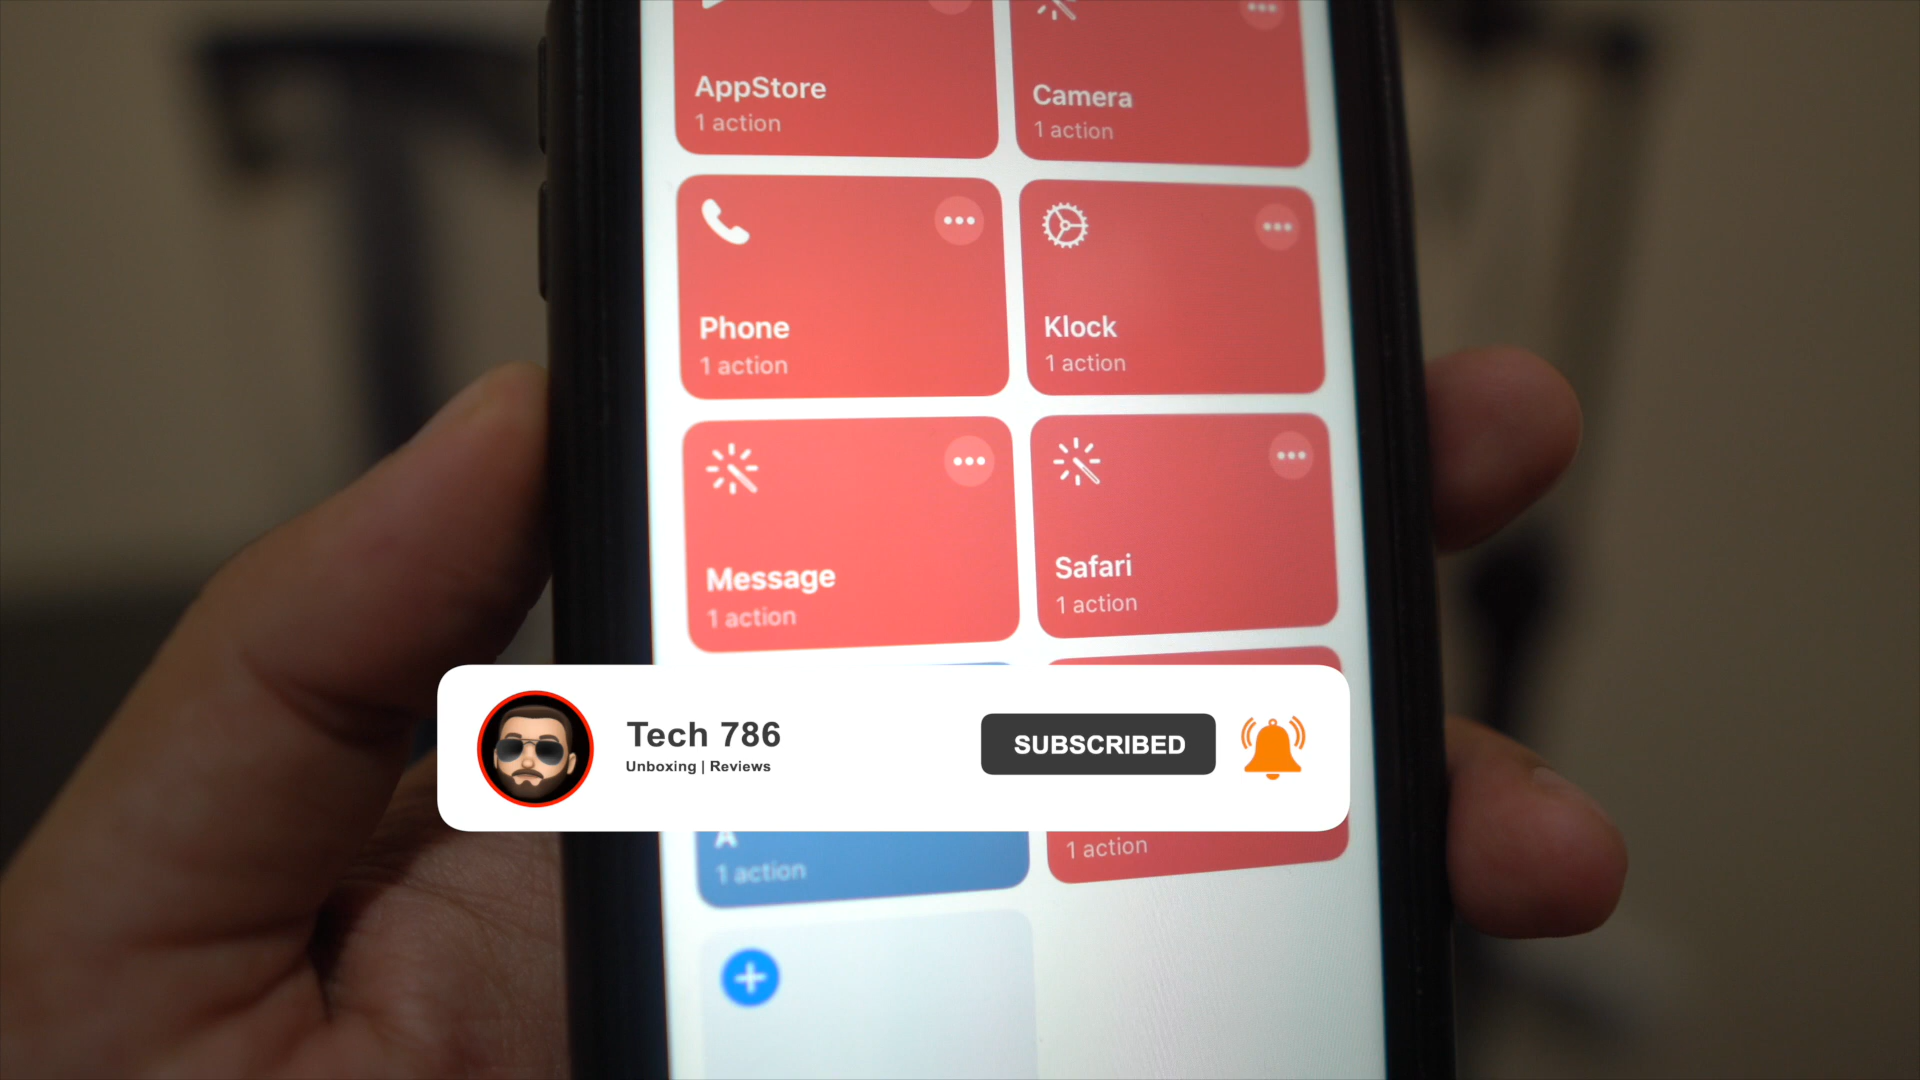 AppStore
1 action
Camera
1 action
Phone
1 action
Klock
1 action
Message
1 action
Safari
1 action
Tech 786
Unboxing | Reviews
SUBSCRIBED
A
1 action
1 action